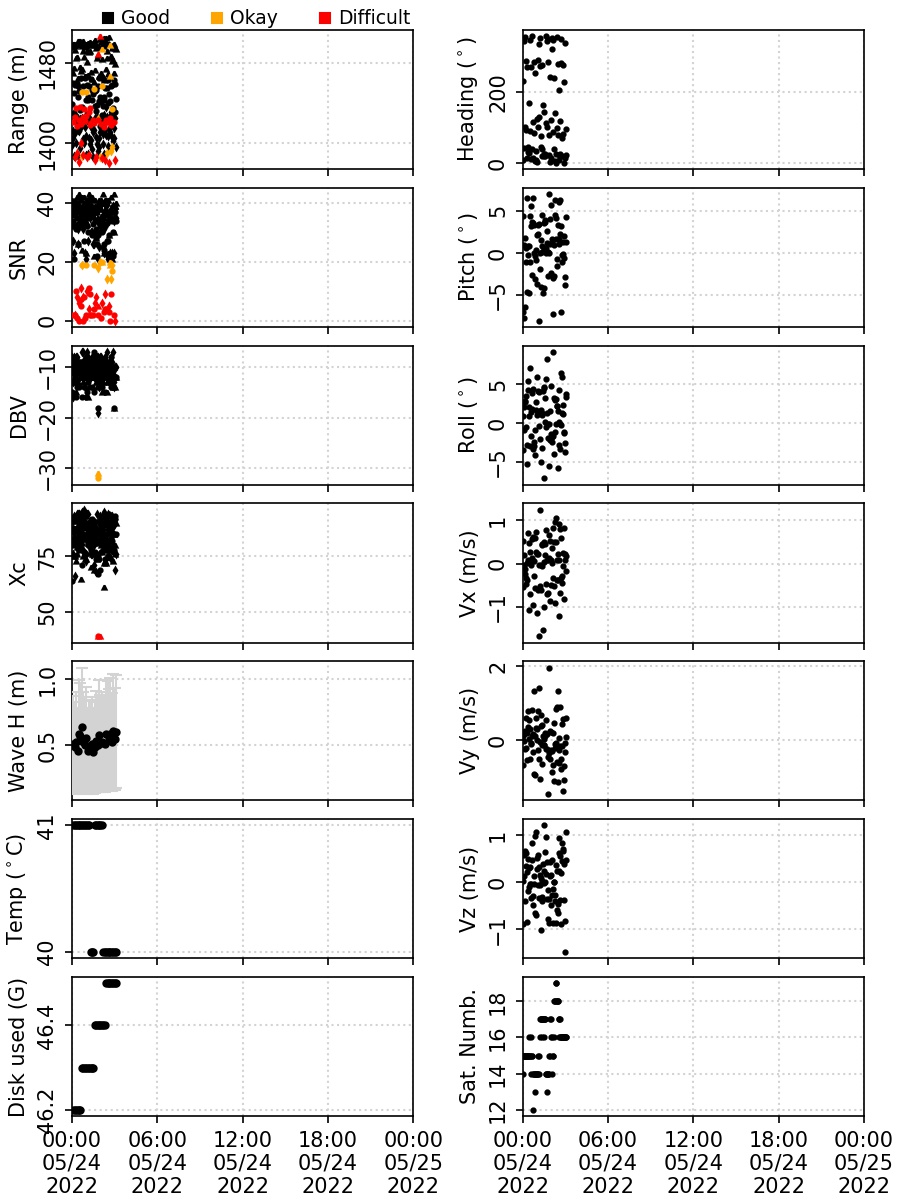 Good Okay Difficult
Range (m)
1480
1400
Heading (°)
200
0
SNR
40
20
0
Pitch (°)
5
0
−5
DBV
−10
−20
−30
Roll (°)
5
0
−5
Xc
75
50
Vx (m/s)
1
0
−1
Wave H (m)
1.0
0.5
Vy (m/s)
2
0
Temp (°C)
41
40
Vz (m/s)
1
0
−1
Disk used (G)
46.4
46.2
Sat. Numb.
18
16
14
12
00:00 06:00 12:00 18:00 00:00
05/24 05/24 05/24 05/24 05/25
2022 2022 2022 2022 2022
00:00 06:00 12:00 18:00 00:00
05/24 05/24 05/24 05/24 05/25
2022 2022 2022 2022 2022